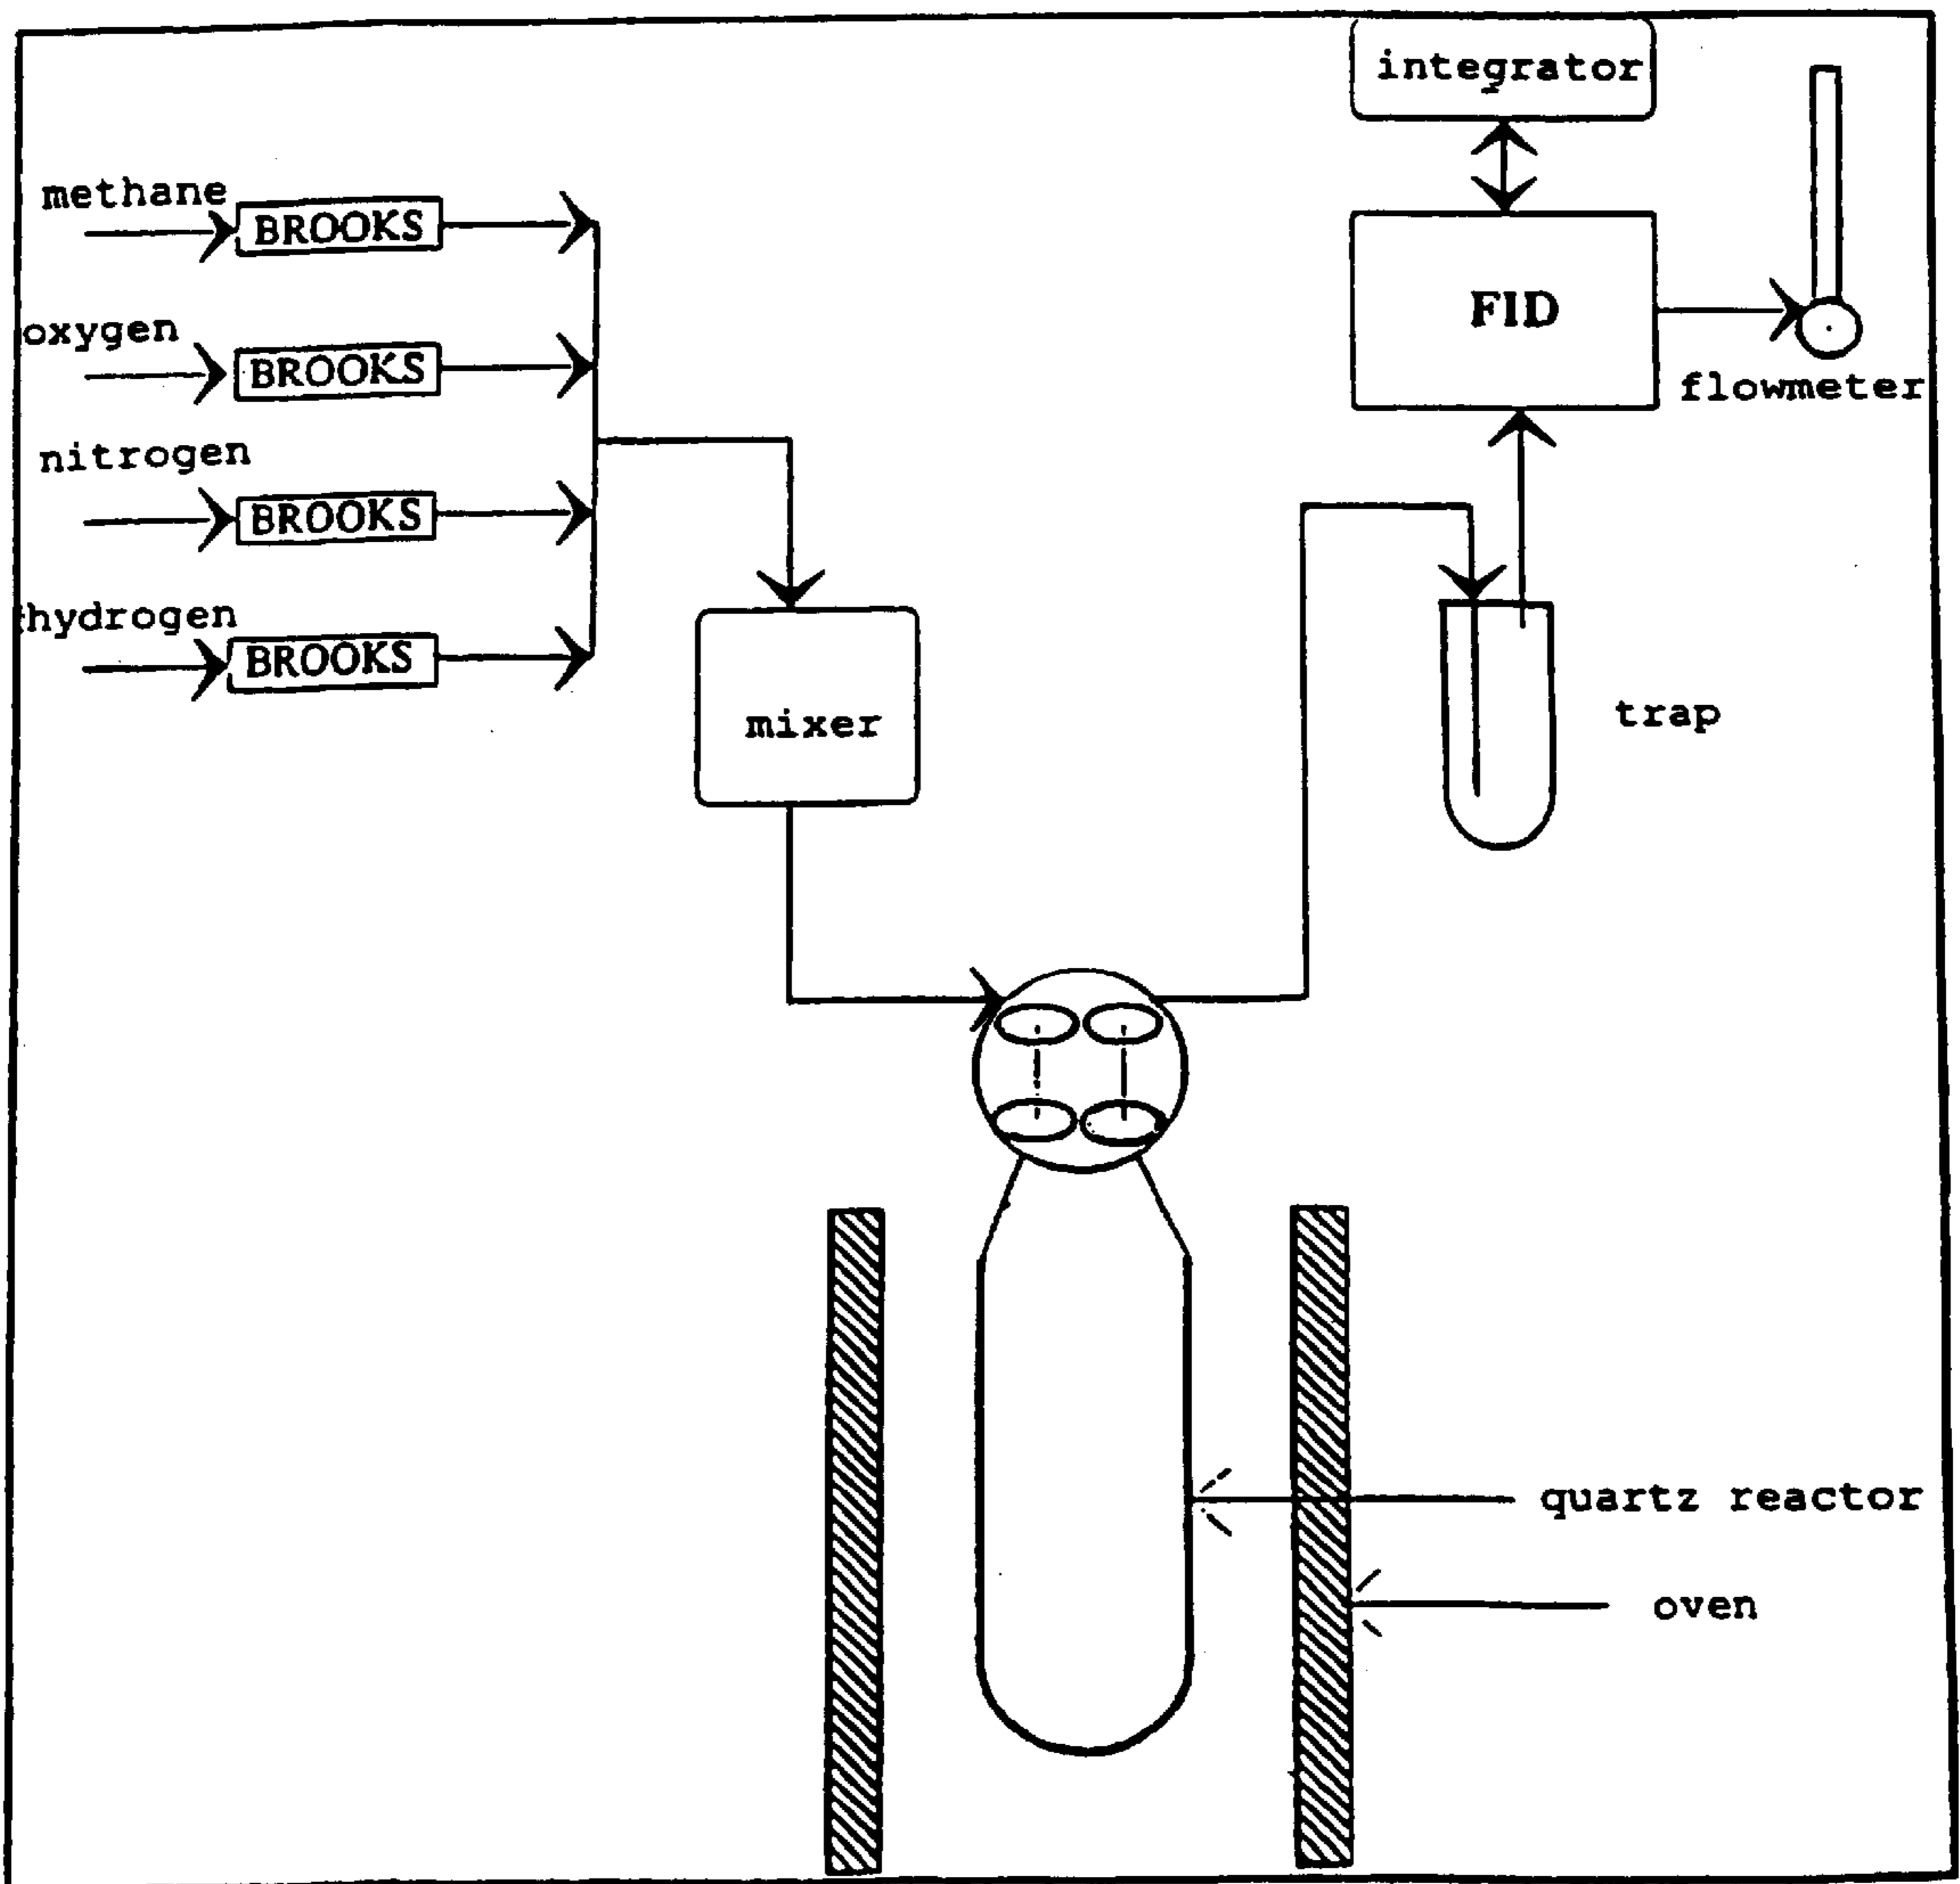 integrator
methane
BROOKS
FID
oxygen
BROOKS
flowmeter
nitrogen
BROOKS
hydrogen
BROOKS
mixer
trap
quartz reactor
oven